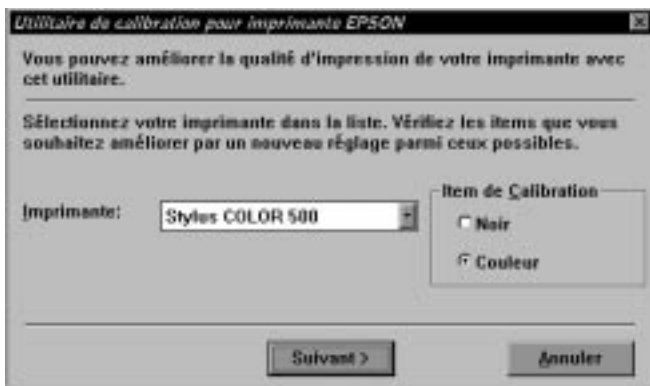 Utilitaire de calibration pour imprimante EPSON
Vous pouvez améliorer la qualité d'impression de votre imprimante avec
cet utilitaire.
Sélectionnez votre imprimante dans la liste. Vérifiez les items que vous
souhaitez améliorer par un nouveau réglage parmi ceux possibles.
Imprimante:
Stylus COLOR 500
Item de Calibration
Noir
Couleur
Suivant >
Annuler